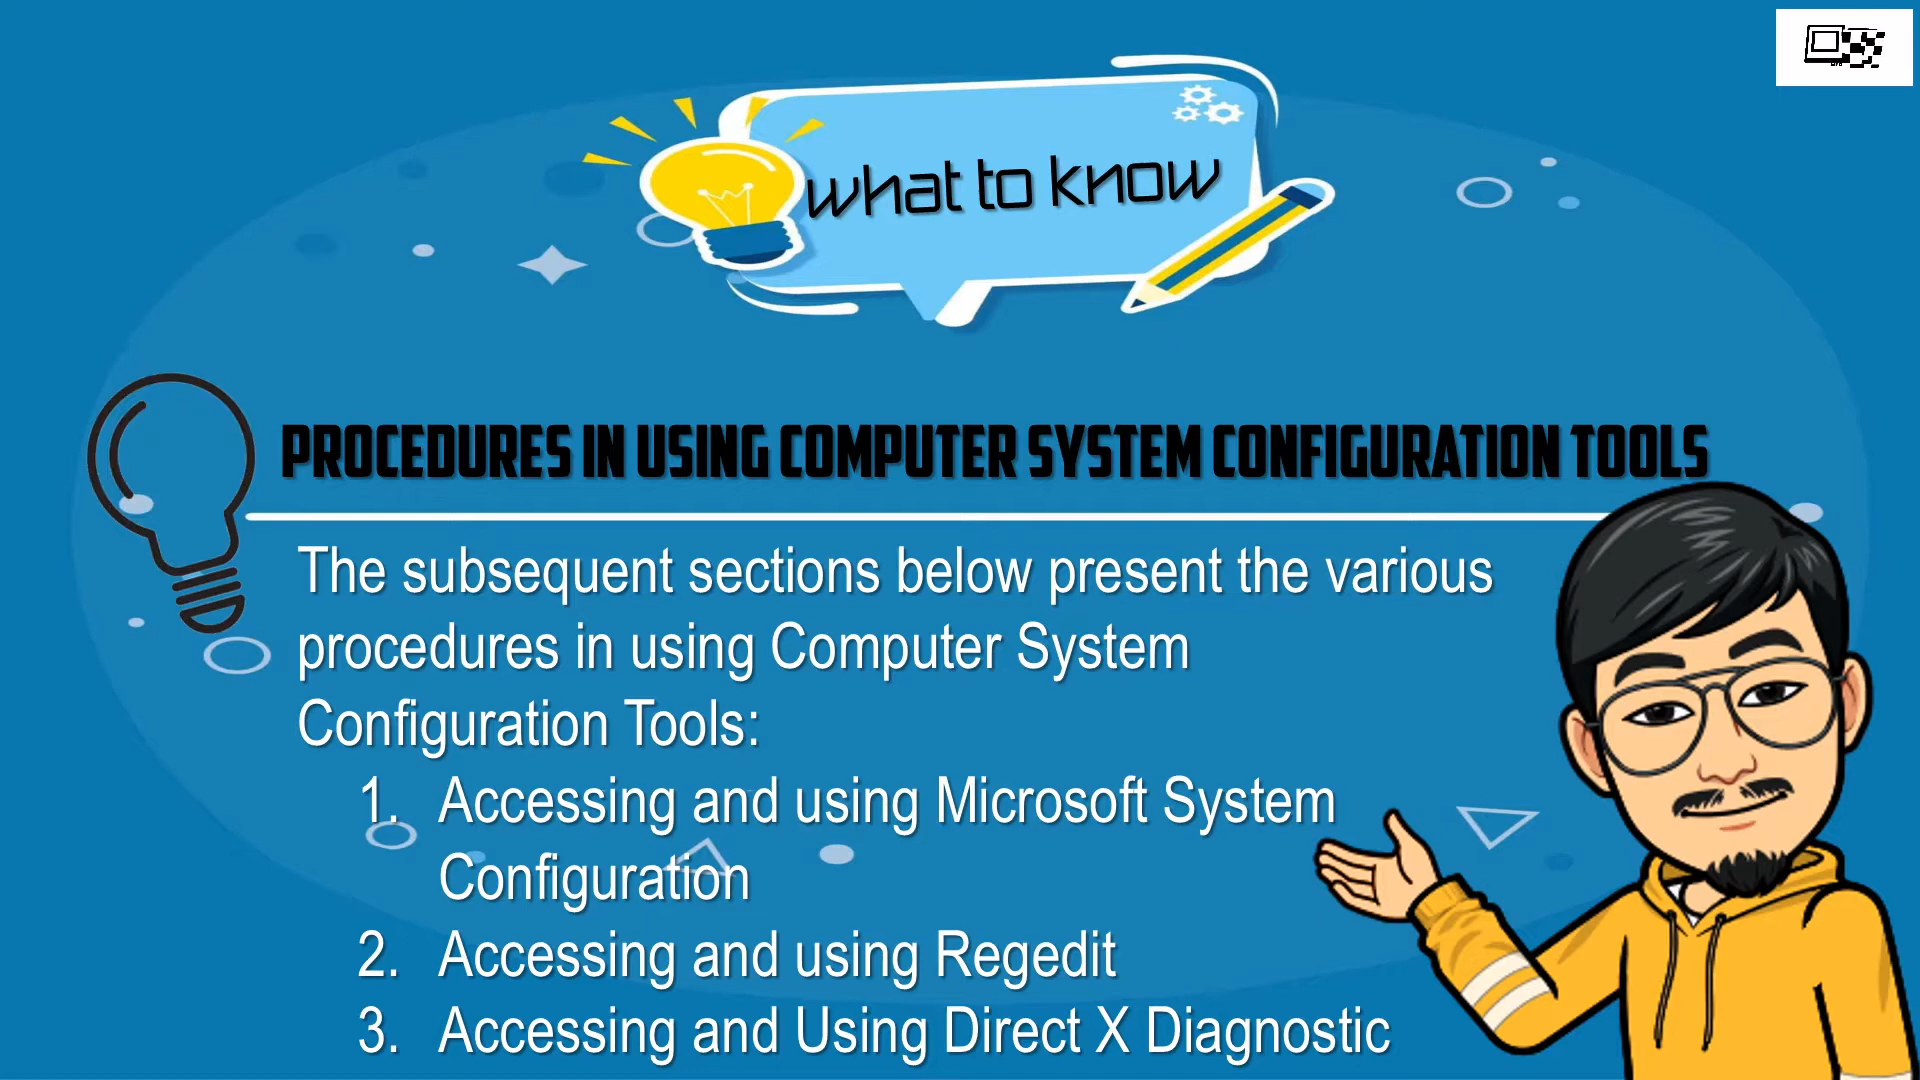 what to know
PROCEDURES IN USING COMPUTER SYSTEM CONFIGURATION TOOLS
The subsequent sections below present the various
procedures in using Computer System
Configuration Tools:
1. Accessing and using Microsoft System
Configuration
2. Accessing and using Regedit
3. Accessing and Using Direct X Diagnostic